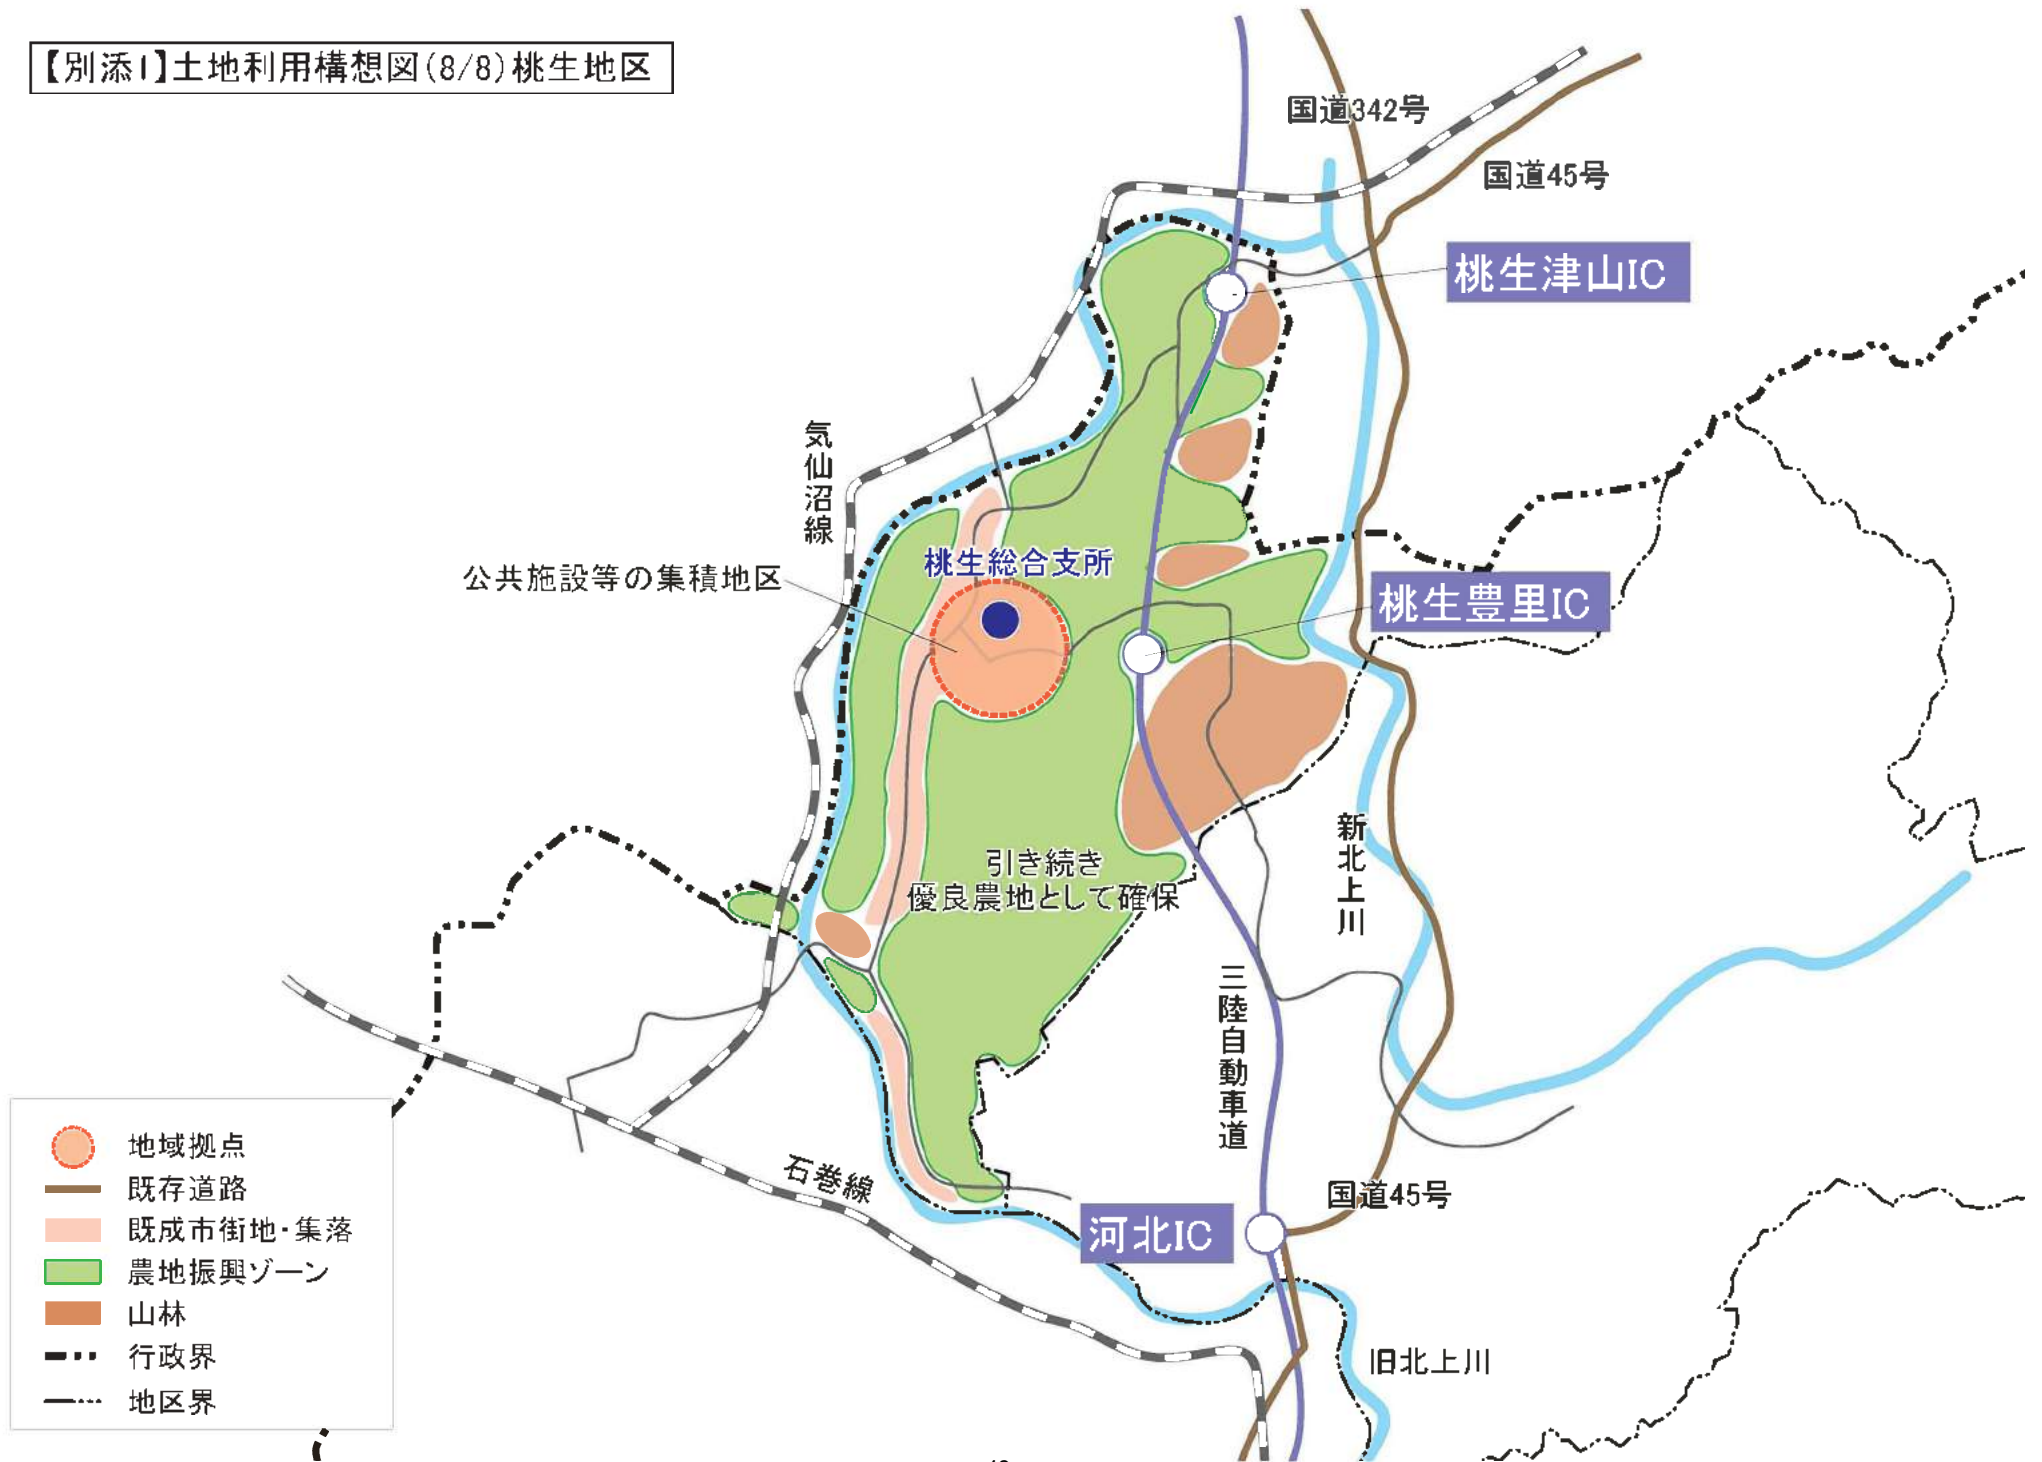 【別添1】土地利用構想図(8/8)桃生地区
国道342号
国道45号
桃生津山IC
気仙沼線
桃生総合支所
公共施設等の集積地区
桃生豊里IC
新北上川
引き続き
優良農地として確保
三陸自動車道
石巻線
国道45号
河北IC
旧北上川
地域拠点
既存道路
既成市街地・集落
農地振興ゾーン
山林
行政界
地区界